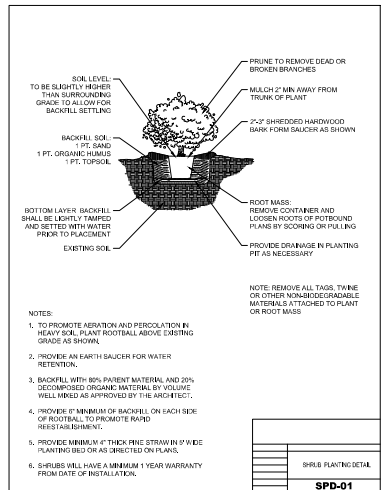 SOIL LEVEL:
TO BE SLIGHTLY HIGHER
THAN SURROUNDING
GRADE TO ALLOW FOR
BACKFILL SETTLING
BACKFILL SOIL:
1 PT. SAND
1 PT. ORGANIC HUMUS
1 PT. TOPSOIL
BOTTOM LAYER BACKFILL
SHALL BE LIGHTLY TAMPED
AND SETTED WITH WATER
PRIOR TO PLACEMENT
EXISTING SOIL
PRUNE TO REMOVE DEAD OR
BROKEN BRANCHES
MULCH 2" MIN AWAY FROM
TRUNK OF PLANT
2"-3" SHREDDED HARDWOOD
BARK FORM SAUCER AS SHOWN
ROOT MASS:
REMOVE CONTAINER AND
LOOSEN ROOTS OF POTBOUND
PLANS BY SCORING OR PULLING
PROVIDE DRAINAGE IN PLANTING
PIT AS NECESSARY
NOTE: REMOVE ALL TAGS, TWINE
OR OTHER NON-BIODEGRADABLE
MATERIALS ATTACHED TO PLANT
OR ROOT MASS
NOTES:
1. TO PROMOTE AERATION AND PERCOLATION IN
HEAVY SOIL, PLANT ROOTBALL ABOVE EXISTING
GRADE AS SHOWN.
2. PROVIDE AN EARTH SAUCER FOR WATER
RETENTION.
3. BACKFILL WITH 80% PARENT MATERIAL AND 20%
DECOMPOSED ORGANIC MATERIAL BY VOLUME
WELL MIXED AS APPROVED BY THE ARCHITECT.
4. PROVIDE 6" MINIMUM OF BACKFILL ON EACH SIDE
OF ROOTBALL TO PROMOTE RAPID
REESTABLISHMENT.
5. PROVIDE MINIMUM 4" THICK PINE STRAW IN 5' WIDE
PLANTING BED OR AS DIRECTED ON PLANS.
6. SHRUBS WILL HAVE A MINIMUM 1 YEAR WARRANTY
FROM DATE OF INSTALLATION.
SHRUB PLANTING DETAIL
SPD-01